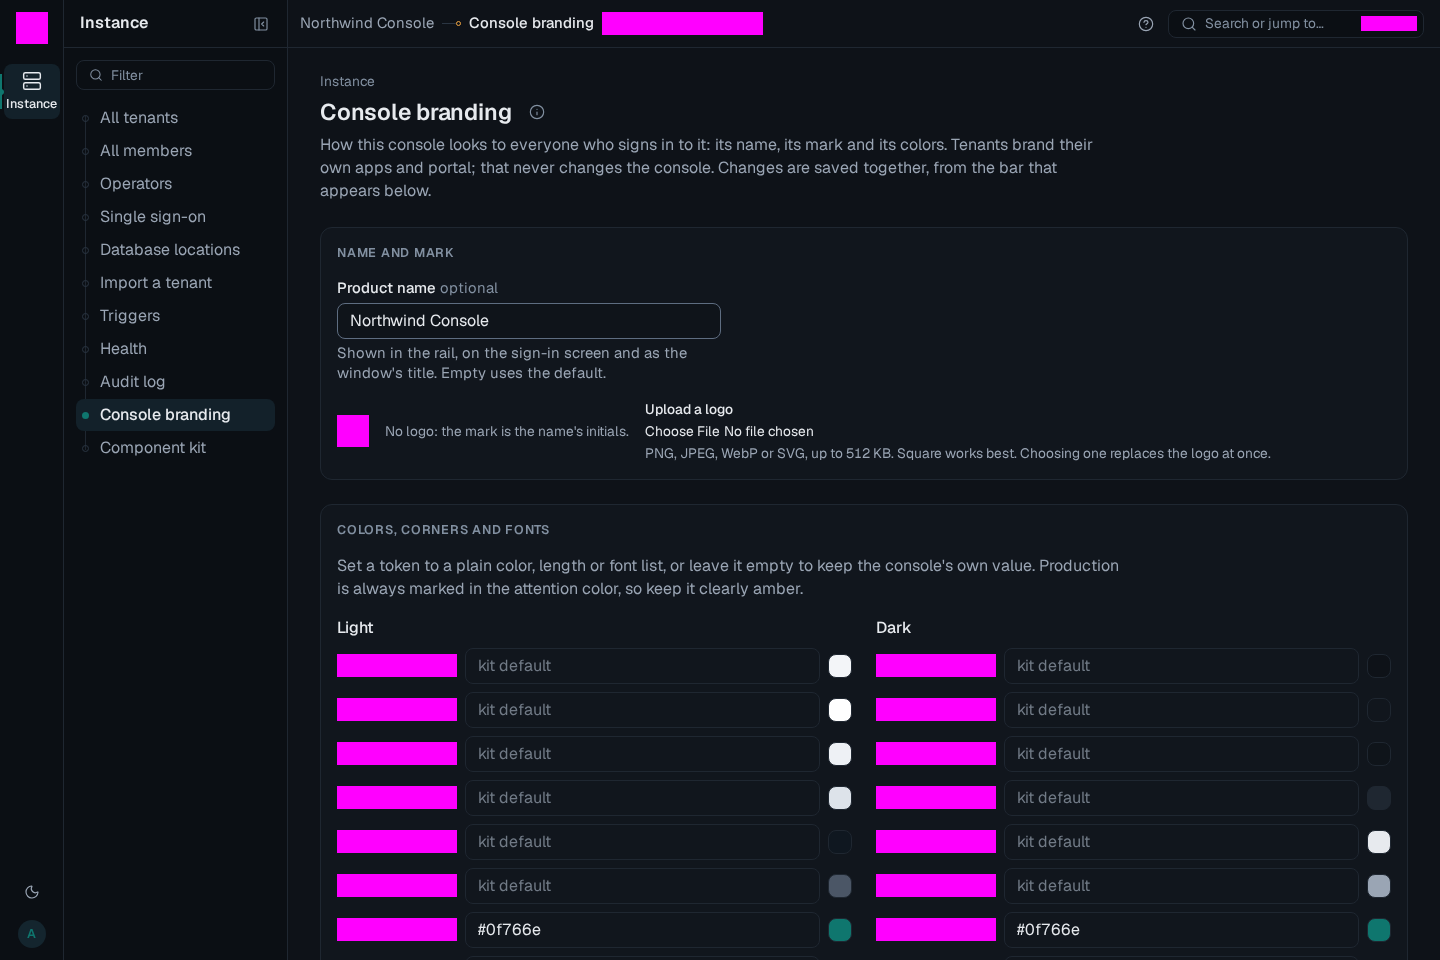 Instance
Northwind Console
Console branding
Search or jump to...
Instance
Filter
All tenants
All members
Operators
Single sign-on
Database locations
Import a tenant
Triggers
Health
Audit log
Console branding
Component kit
A
Instance
Console branding
How this console looks to everyone who signs in to it: its name, its mark and its colors. Tenants brand their
own apps and portal; that never changes the console. Changes are saved together, from the bar that
appears below.
NAME AND MARK
Product name optional
Northwind Console
Shown in the rail, on the sign-in screen and as the
window's title. Empty uses the default.
No logo: the mark is the name's initials.
Upload a logo
Choose File No file chosen
PNG, JPEG, WebP or SVG, up to 512 KB. Square works best. Choosing one replaces the logo at once.
COLORS, CORNERS AND FONTS
Set a token to a plain color, length or font list, or leave it empty to keep the console's own value. Production
is always marked in the attention color, so keep it clearly amber.
Light
Dark
kit default
kit default
kit default
kit default
kit default
kit default
kit default
kit default
kit default
kit default
kit default
kit default
#0f766e
#0f766e